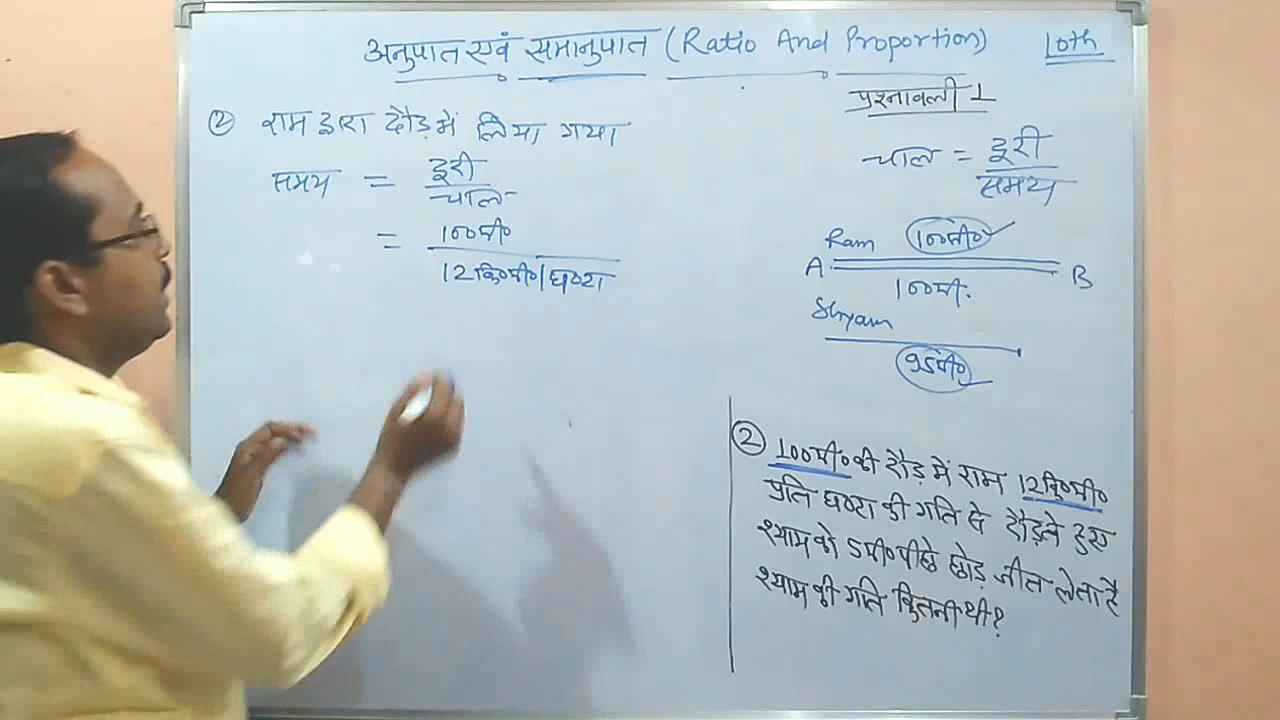 अनुपात एवं समानुपात (Ratio And Proportion) 10th
प्रश्नावली 1
② राम द्वारा दौड़ में लिया गया
समय = दूरी
चाल
= 100मी०
12कि०मी०/घण्टा
चाल = दूरी
समय
Ram 100मी०
A B
100मी.
Shyam
95मी०
② 100मी० की दौड़ में राम 12कि०मी०
प्रति घण्टा की गति से दौड़ते हुए
श्याम को 5मी० पीछे छोड़ जीत लेता है
श्याम की गति कितनी थी?